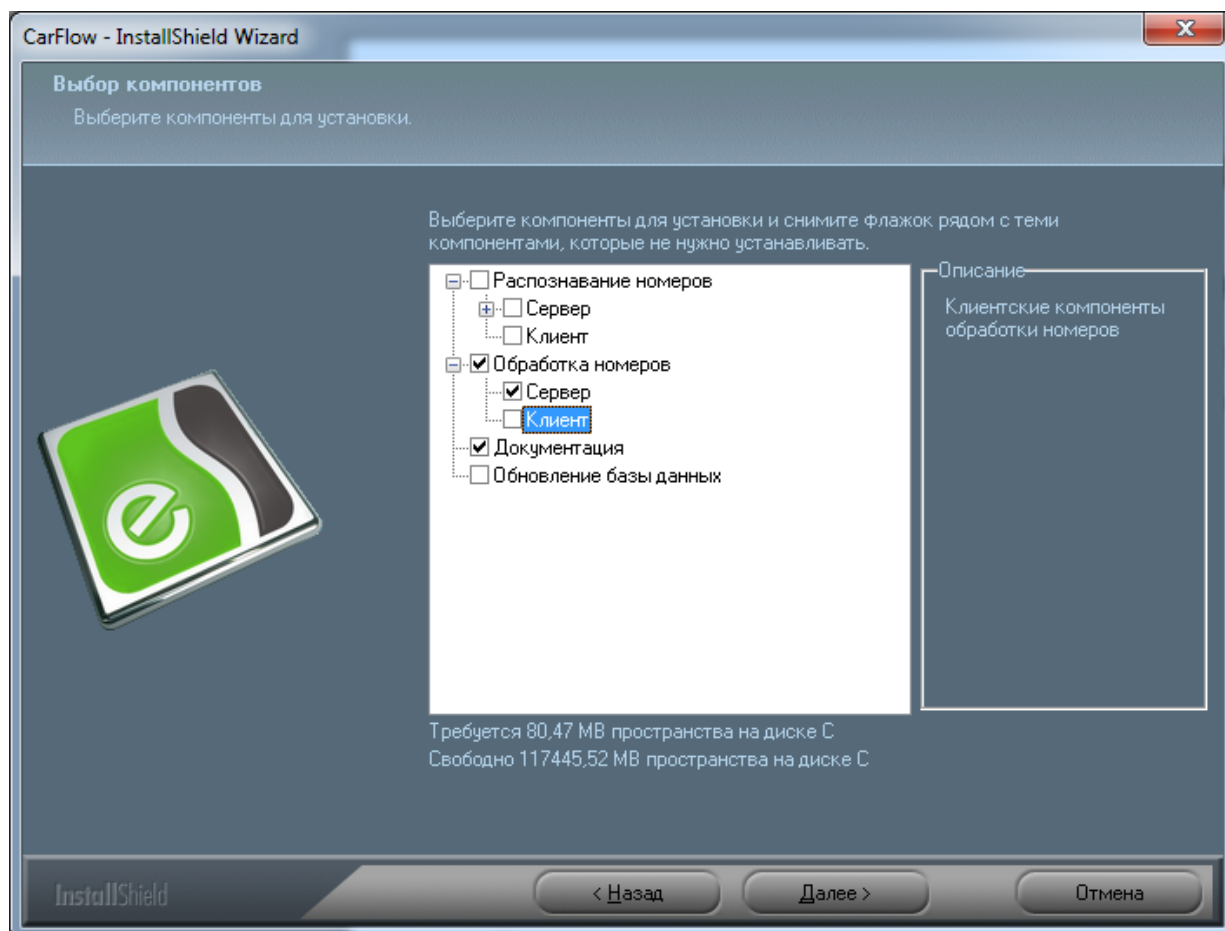 CarFlow - InstallShield Wizard
Выбор компонентов
Выберите компоненты для установки.
Выберите компоненты для установки и снимите флажок рядом с теми
компонентами, которые не нужно устанавливать.
Распознавание номеров
Сервер
Клиент
Обработка номеров
Сервер
Клиент
Документация
Обновление базы данных
Описание
Клиентские компоненты
обработки номеров
e
Требуется 80,47 MB пространства на диске C
Свободно 117445,52 MB пространства на диске C
InstallShield
< Назад
Далее >
Отмена